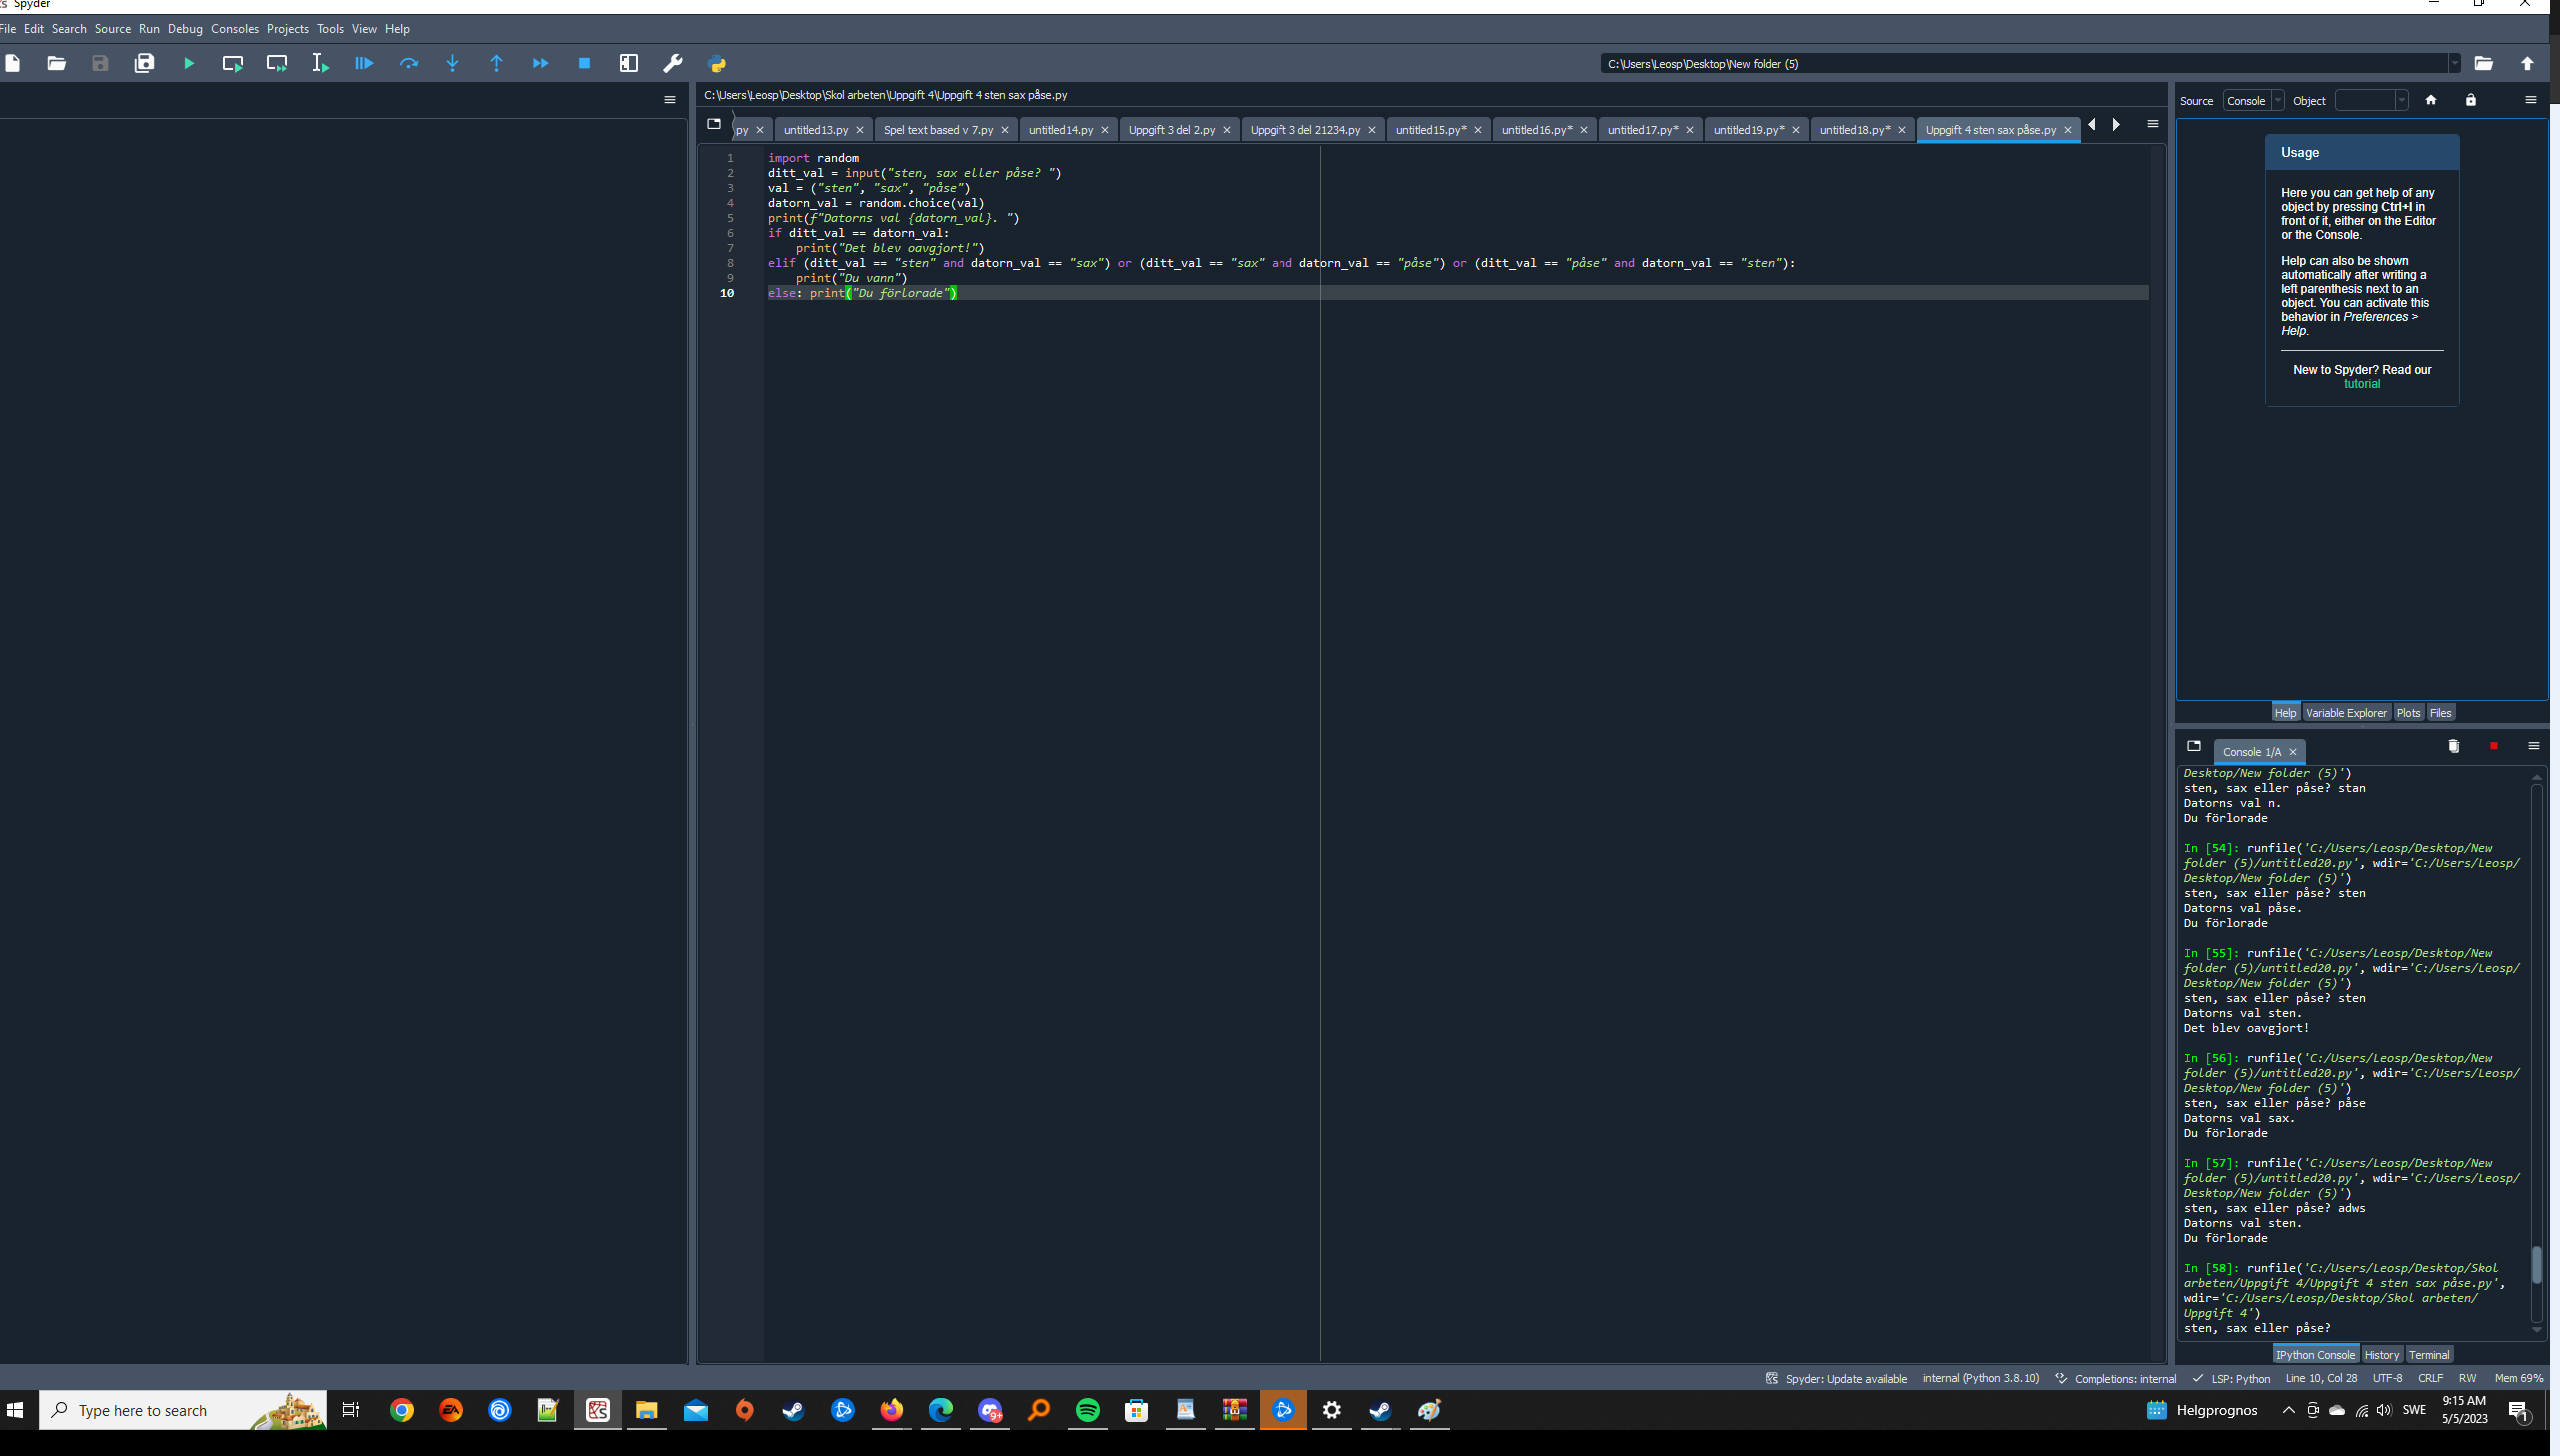 Spyder
File Edit Search Source Run Debug Consoles Projects Tools View Help
C:\Users\Leosp\Desktop\New folder (5)
C:\Users\Leosp\Desktop\Skol arbeten\Uppgift 4\Uppgift 4 sten sax påse.py
py untitled13.py Spel text based v 7.py untitled14.py Uppgift 3 del 2.py Uppgift 3 del 21234.py untitled15.py* untitled16.py* untitled17.py* untitled19.py* untitled18.py* Uppgift 4 sten sax påse.py
1 import random
2 ditt_val = input("sten, sax eller påse? ")
3 val = ("sten", "sax", "påse")
4 datorn_val = random.choice(val)
5 print(f"Datorns val {datorn_val}. ")
6 if ditt_val == datorn_val:
7 print("Det blev oavgjort!")
8 elif (ditt_val == "sten" and datorn_val == "sax") or (ditt_val == "sax" and datorn_val == "påse") or (ditt_val == "påse" and datorn_val == "sten"):
9 print("Du vann")
10 else: print("Du förlorade")
Source Console Object
Usage
Here you can get help of any
object by pressing Ctrl+I in
front of it, either on the Editor
or the Console.
Help can also be shown
automatically after writing a
left parenthesis next to an
object. You can activate this
behavior in Preferences >
Help.
New to Spyder? Read our
tutorial
Help Variable Explorer Plots Files
Console 1/A
Desktop/New folder (5)')
sten, sax eller påse? stan
Datorns val n.
Du förlorade
In [54]: runfile('C:/Users/Leosp/Desktop/New
folder (5)/untitled20.py', wdir='C:/Users/Leosp/
Desktop/New folder (5)')
sten, sax eller påse? sten
Datorns val påse.
Du förlorade
In [55]: runfile('C:/Users/Leosp/Desktop/New
folder (5)/untitled20.py', wdir='C:/Users/Leosp/
Desktop/New folder (5)')
sten, sax eller påse? sten
Datorns val sten.
Det blev oavgjort!
In [56]: runfile('C:/Users/Leosp/Desktop/New
folder (5)/untitled20.py', wdir='C:/Users/Leosp/
Desktop/New folder (5)')
sten, sax eller påse? påse
Datorns val sax.
Du förlorade
In [57]: runfile('C:/Users/Leosp/Desktop/New
folder (5)/untitled20.py', wdir='C:/Users/Leosp/
Desktop/New folder (5)')
sten, sax eller påse? adws
Datorns val sten.
Du förlorade
In [58]: runfile('C:/Users/Leosp/Desktop/Skol
arbeten/Uppgift 4/Uppgift 4 sten sax påse.py',
wdir='C:/Users/Leosp/Desktop/Skol arbeten/
Uppgift 4')
sten, sax eller påse?
IPython Console History Terminal
Spyder: Update available internal (Python 3.8.10) Completions: internal LSP: Python Line 10, Col 28 UTF-8 CRLF RW Mem 69%
Type here to search
EA
9+
Helgprognos
SWE
9:15 AM
5/5/2023
1